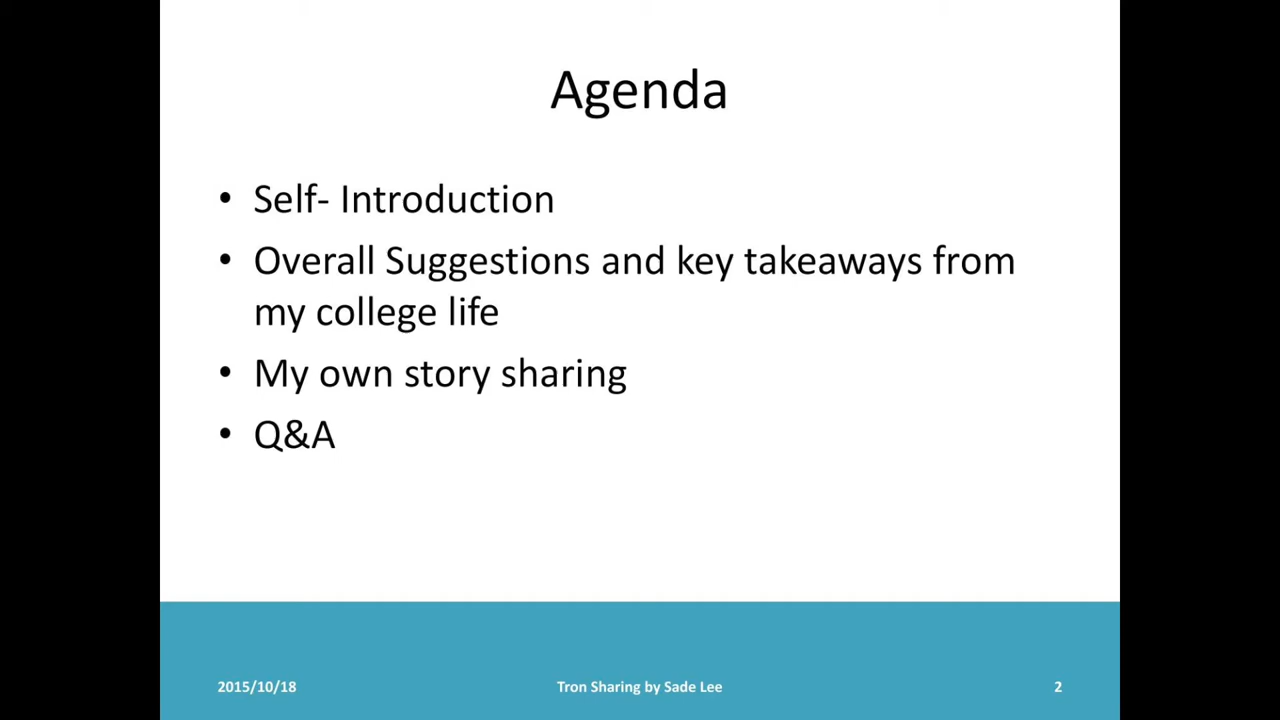 Agenda
• Self- Introduction
• Overall Suggestions and key takeaways from
my college life
• My own story sharing
• Q&A
2015/10/18
Tron Sharing by Sade Lee
2